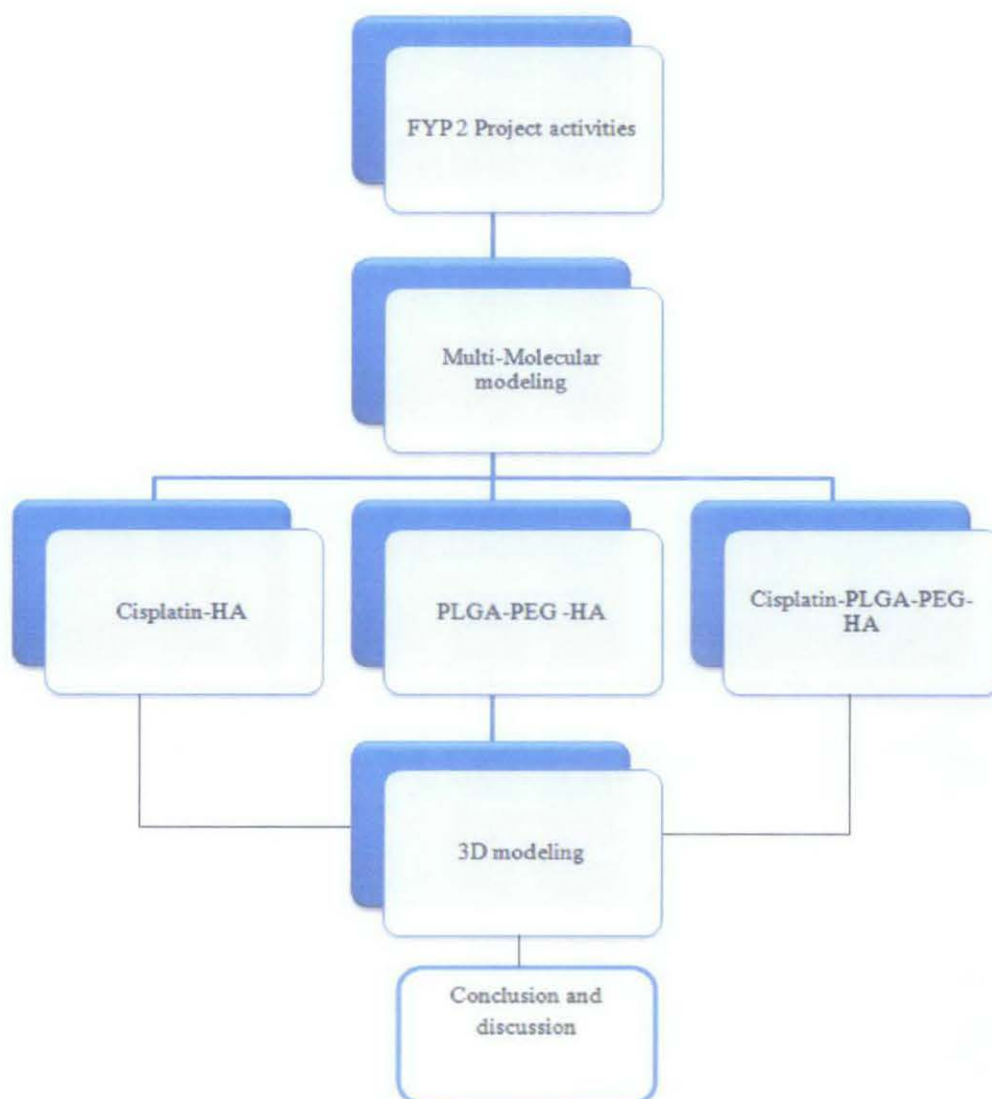 FYP 2 Project activities
Multi-Molecular
modeling
Cisplatin-HA
PLGA-PEG -HA
Cisplatin-PLGA-PEG-
HA
3D modeling
Conclusion and
discussion